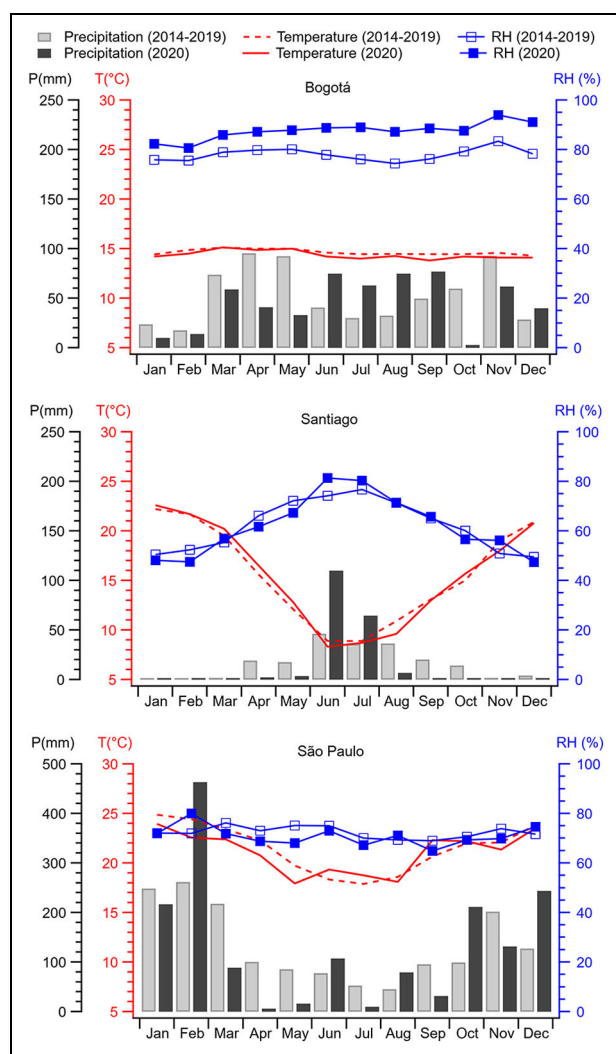 Precipitation (2014-2019) Temperature (2014-2019) RH (2014-2019)
Precipitation (2020) Temperature (2020) RH (2020)
P(mm) T(°C) Bogotá RH (%)
250 30 100
200 25 80
150 20 60
100 15 40
50 10 20
0 5 0
Jan Feb Mar Apr May Jun Jul Aug Sep Oct Nov Dec
P(mm) T(°C) Santiago RH (%)
250 30 100
200 25 80
150 20 60
100 15 40
50 10 20
0 5 0
Jan Feb Mar Apr May Jun Jul Aug Sep Oct Nov Dec
P(mm) T(°C) São Paulo RH (%)
500 30 100
400 25 80
300 20 60
200 15 40
100 10 20
0 5 0
Jan Feb Mar Apr May Jun Jul Aug Sep Oct Nov Dec